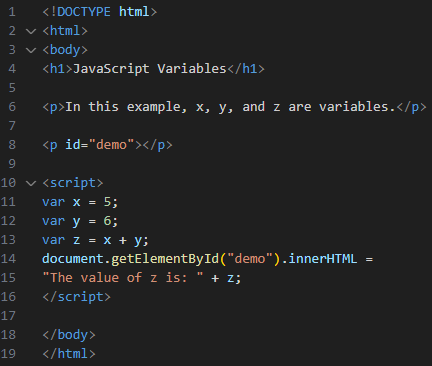 1 <!DOCTYPE html>
2 <html>
3 <body>
4 <h1>JavaScript Variables</h1>
5
6 <p>In this example, x, y, and z are variables.</p>
7
8 <p id="demo"></p>
9
10 <script>
11 var x = 5;
12 var y = 6;
13 var z = x + y;
14 document.getElementById("demo").innerHTML =
15 "The value of z is: " + z;
16 </script>
17
18 </body>
19 </html>